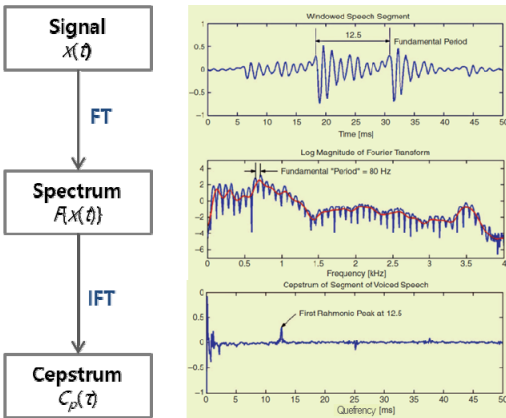 Signal
x(t)
FT
Spectrum
F{x(t)}
IFT
Cepstrum
Cp(τ)
Windowed Speech Segment
1
0.5
0
-0.5
-1
12.5
Fundamental Period
0 5 10 15 20 25 30 35 40 45 50
Time [ms]
Log Magnitude of Fourier Transform
4
2
0
-2
-4
-6
Fundamental "Period" = 80 Hz
0 0.5 1 1.5 2 2.5 3 3.5 4
Frequency [kHz]
Cepstrum of Segment of Voiced Speech
0
0.5
0
-0.5
-1
First Rahmonic Peak at 12.5
0 5 10 15 20 25 30 35 40 45 50
Quefrency [ms]